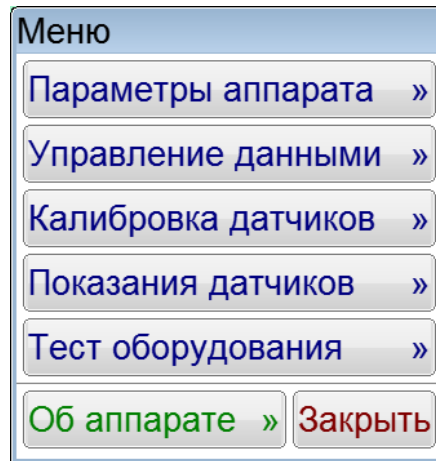 Меню
Параметры аппарата »
Управление данными »
Калибровка датчиков »
Показания датчиков »
Тест оборудования »
Об аппарате » Закрыть